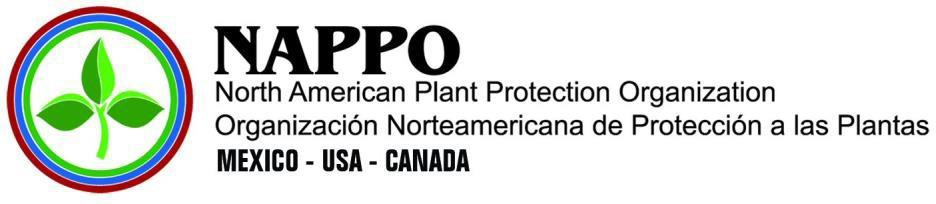 NAPPO
North American Plant Protection Organization
Organización Norteamericana de Protección a las Plantas
MEXICO - USA - CANADA